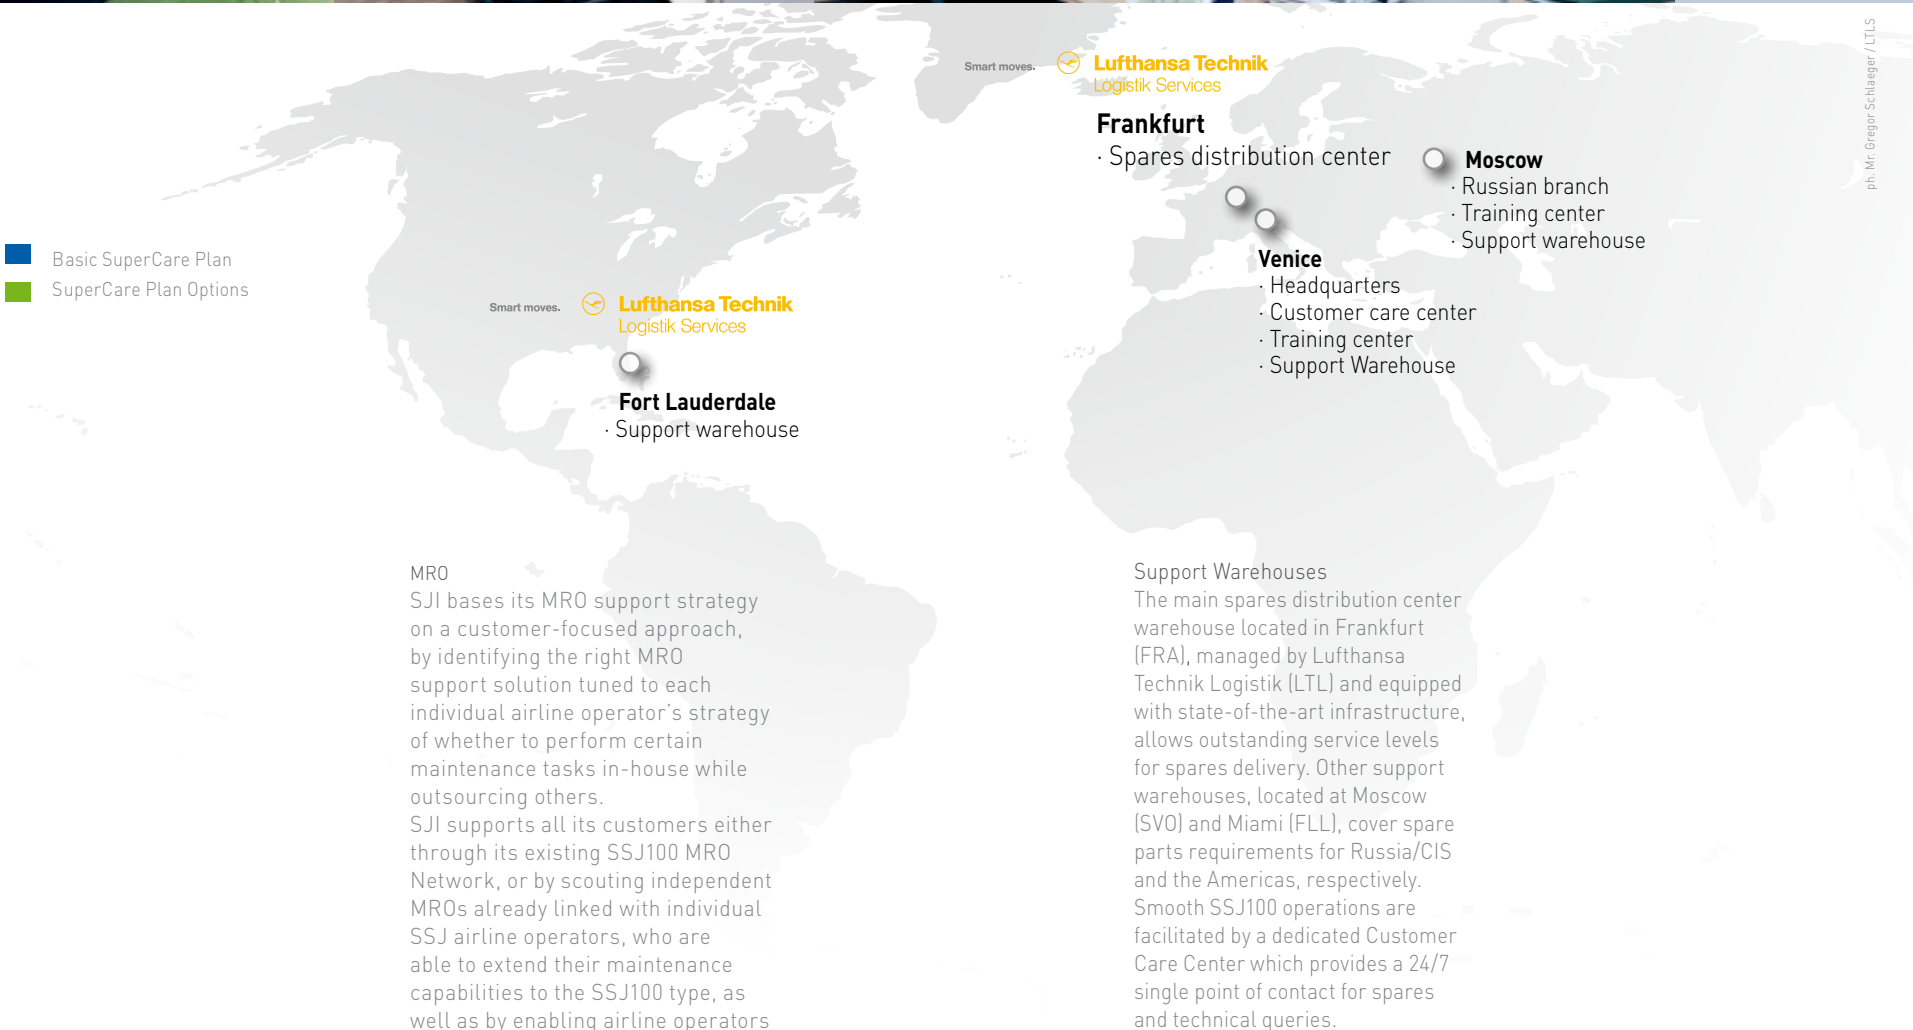 ph. Mr. Gregor Schlaeger / LTLS
Smart moves.
Lufthansa Technik
Logistik Services
Frankfurt
· Spares distribution center
Moscow
· Russian branch
· Training center
· Support warehouse
Venice
· Headquarters
· Customer care center
· Training center
· Support Warehouse
Basic SuperCare Plan
SuperCare Plan Options
Smart moves.
Lufthansa Technik
Logistik Services
Fort Lauderdale
· Support warehouse
MRO
SJI bases its MRO support strategy
on a customer-focused approach,
by identifying the right MRO
support solution tuned to each
individual airline operator's strategy
of whether to perform certain
maintenance tasks in-house while
outsourcing others.
SJI supports all its customers either
through its existing SSJ100 MRO
Network, or by scouting independent
MROs already linked with individual
SSJ airline operators, who are
able to extend their maintenance
capabilities to the SSJ100 type, as
well as by enabling airline operators
Support Warehouses
The main spares distribution center
warehouse located in Frankfurt
(FRA), managed by Lufthansa
Technik Logistik (LTL) and equipped
with state-of-the-art infrastructure,
allows outstanding service levels
for spares delivery. Other support
warehouses, located at Moscow
(SVO) and Miami (FLL), cover spare
parts requirements for Russia/CIS
and the Americas, respectively.
Smooth SSJ100 operations are
facilitated by a dedicated Customer
Care Center which provides a 24/7
single point of contact for spares
and technical queries.